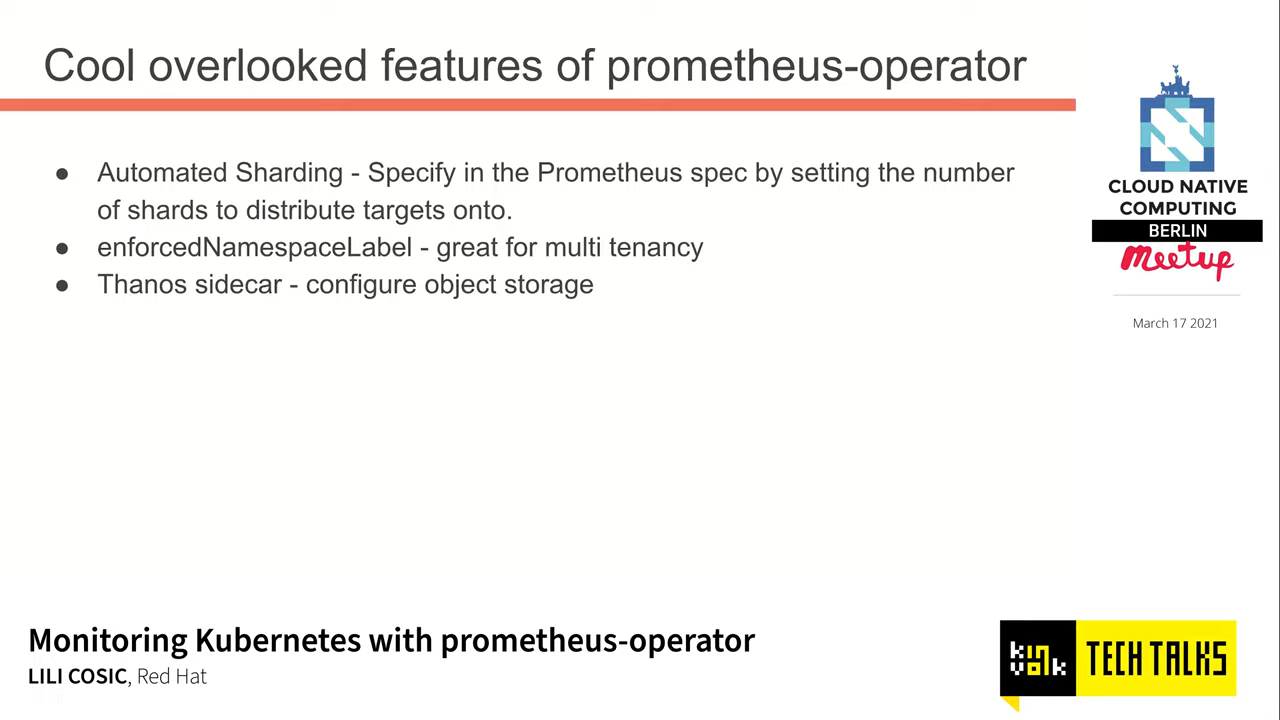 Cool overlooked features of prometheus-operator
● Automated Sharding - Specify in the Prometheus spec by setting the number
of shards to distribute targets onto.
● enforcedNamespaceLabel - great for multi tenancy
● Thanos sidecar - configure object storage
CLOUD NATIVE
COMPUTING
BERLIN
Meetup
March 17 2021
Monitoring Kubernetes with prometheus-operator
LILI COSIC, Red Hat
kinvolk
TECH TALKS